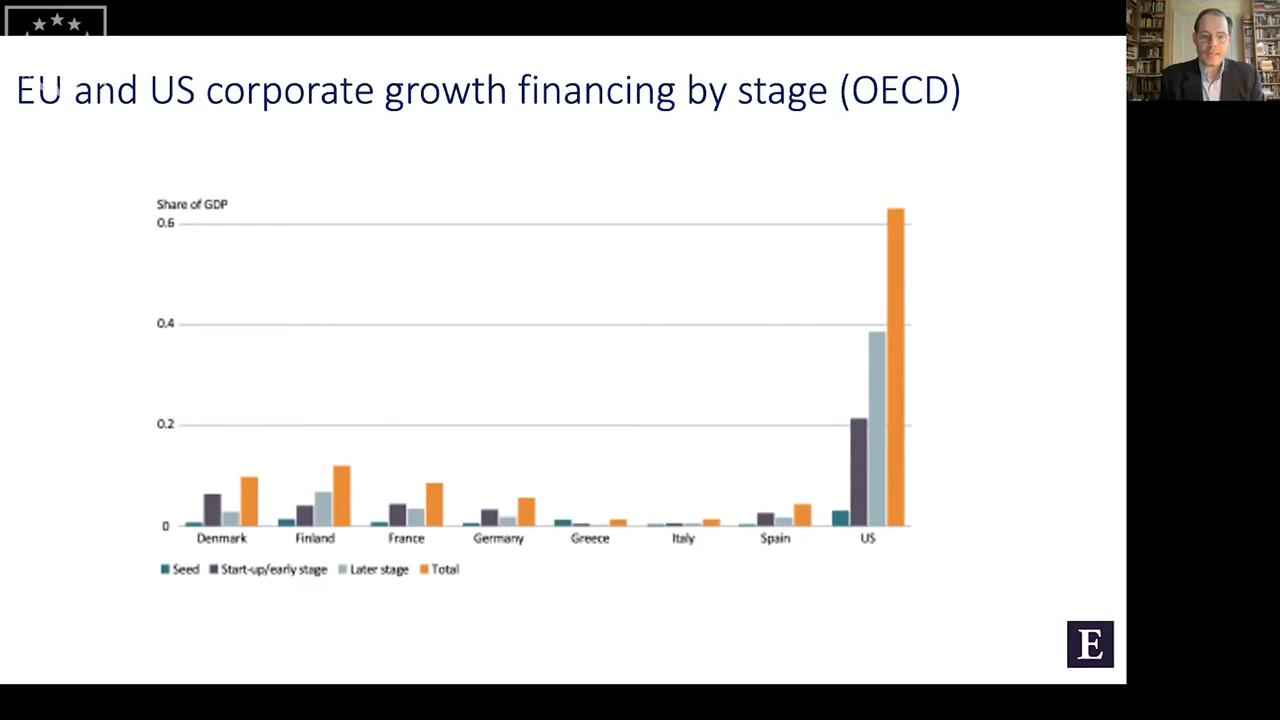 EU and US corporate growth financing by stage (OECD)
Share of GDP
0.6
0.4
0.2
0
Denmark Finland France Germany Greece Italy Spain US
Seed Start-up/early stage Later stage Total
E